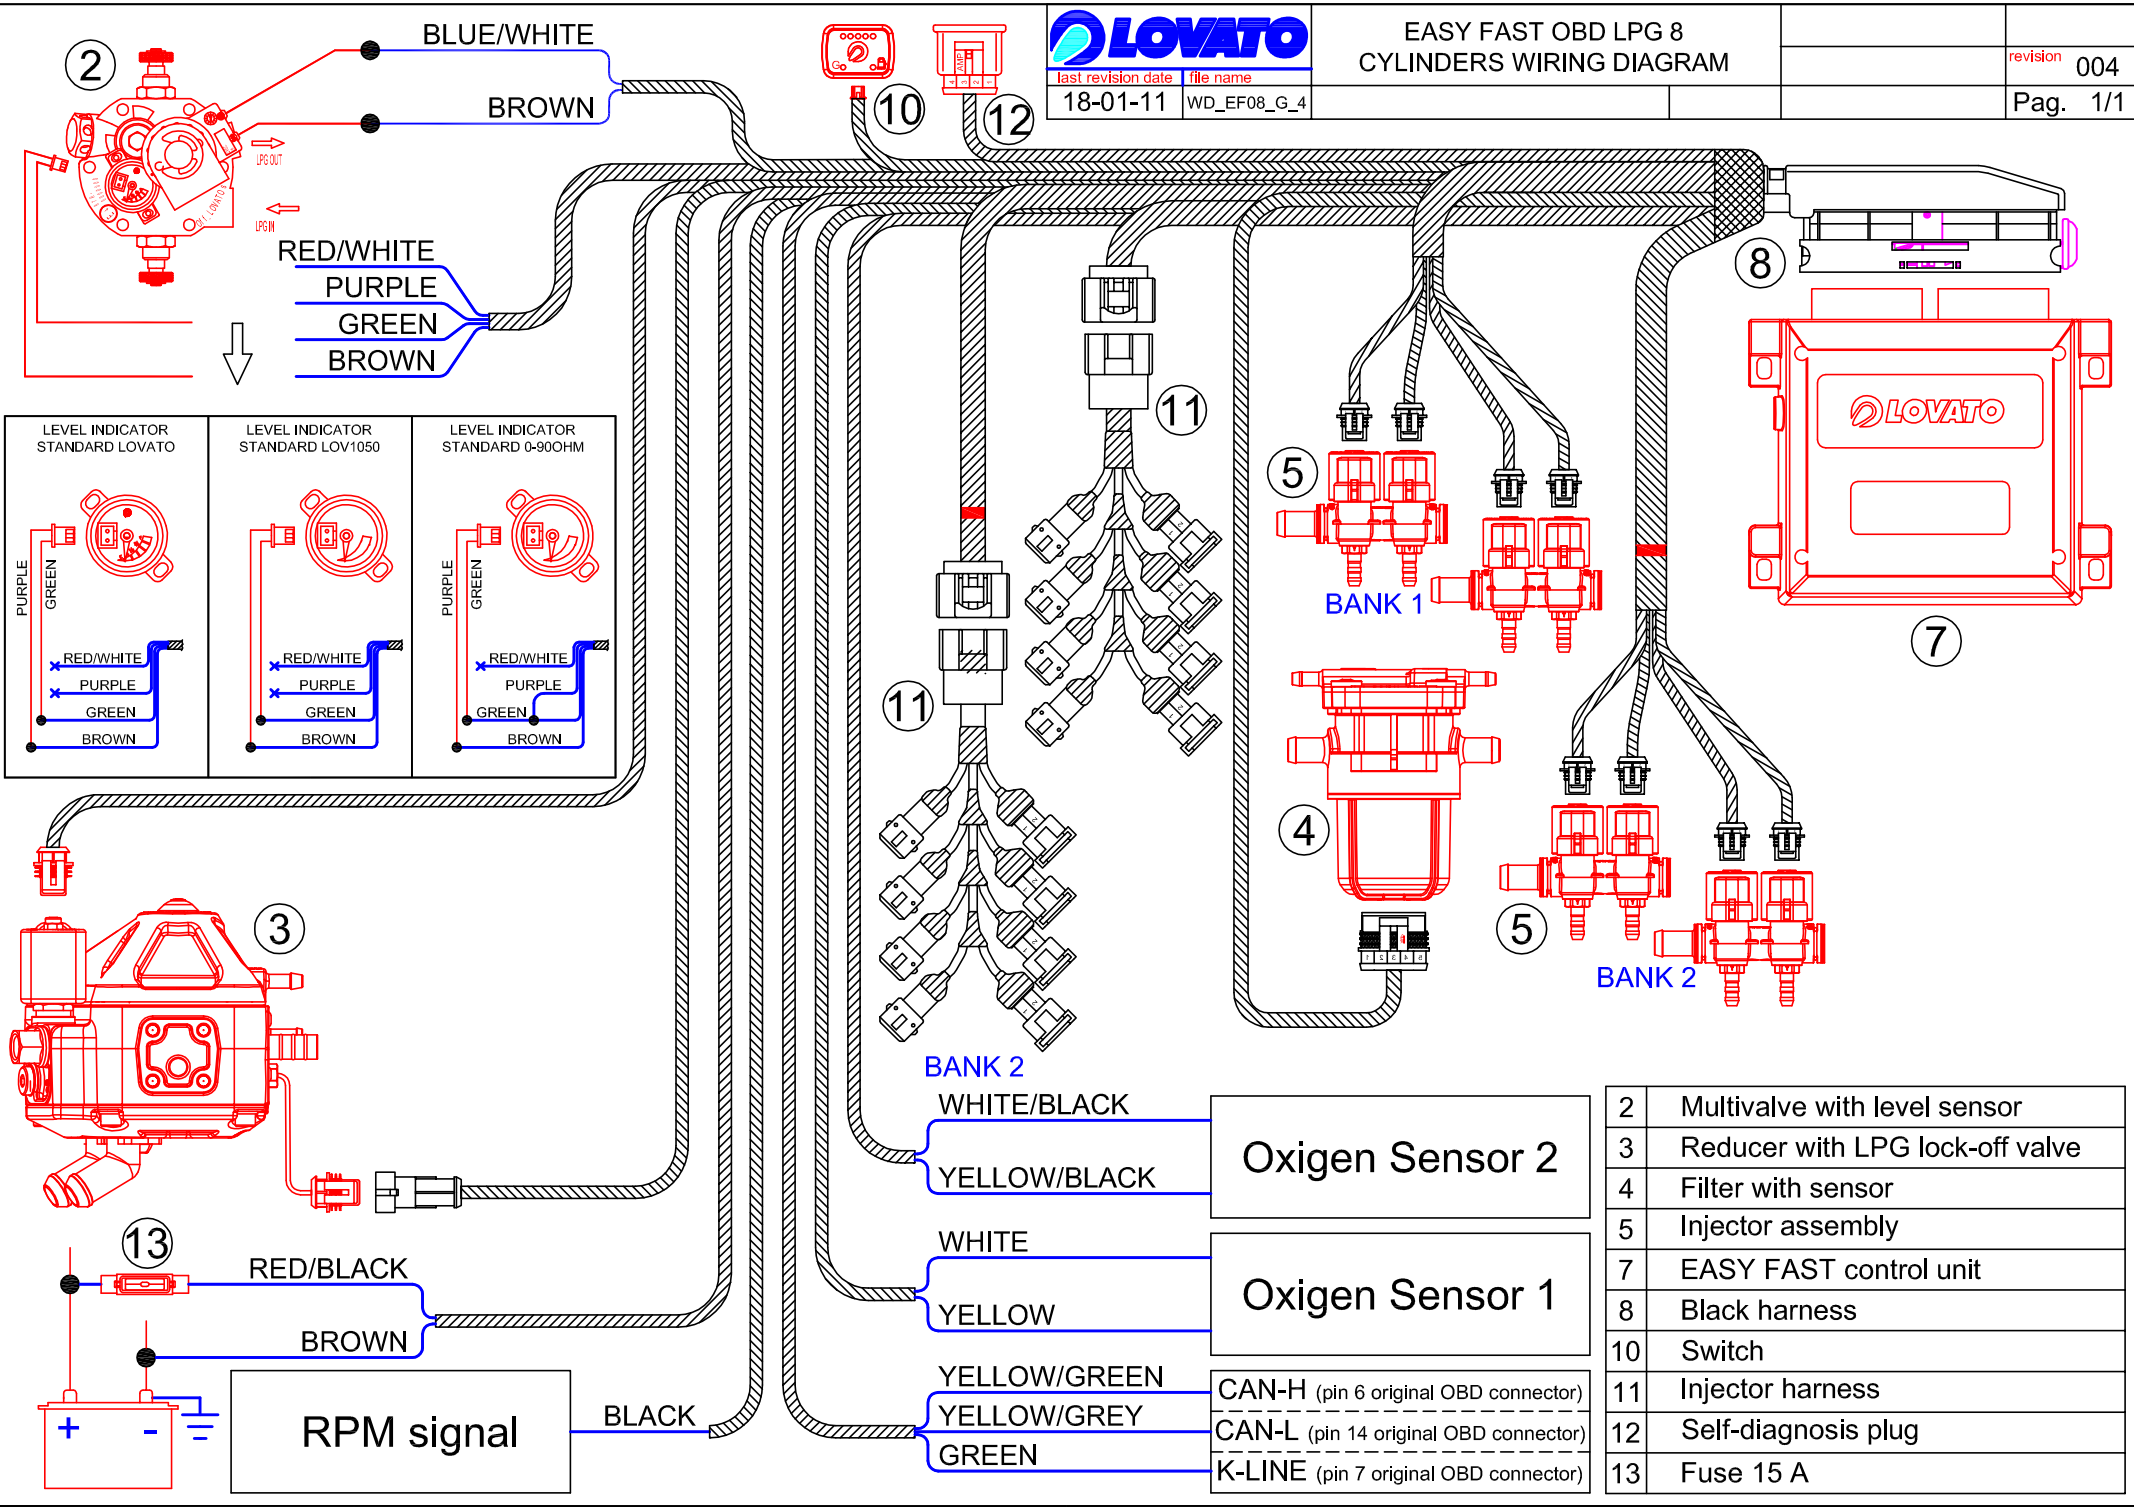 LOVATO
last revision date
file name
18-01-11
WD_EF08_G_4
EASY FAST OBD LPG 8
CYLINDERS WIRING DIAGRAM
revision 004
Pag. 1/1
2
BLUE/WHITE
BROWN
LPG OUT
LPG IN
10
AMP
12
8
RED/WHITE
PURPLE
GREEN
BROWN
LEVEL INDICATOR
STANDARD LOVATO
PURPLE
GREEN
RED/WHITE
PURPLE
GREEN
BROWN
LEVEL INDICATOR
STANDARD LOV1050
RED/WHITE
PURPLE
GREEN
BROWN
LEVEL INDICATOR
STANDARD 0-90OHM
PURPLE
GREEN
RED/WHITE
PURPLE
GREEN
BROWN
11
11
BANK 2
5
BANK 1
LOVATO
7
4
5
BANK 2
3
13
RED/BLACK
BROWN
+ -
RPM signal
BLACK
WHITE/BLACK
YELLOW/BLACK
Oxigen Sensor 2
WHITE
YELLOW
Oxigen Sensor 1
YELLOW/GREEN
YELLOW/GREY
GREEN
CAN-H (pin 6 original OBD connector)
CAN-L (pin 14 original OBD connector)
K-LINE (pin 7 original OBD connector)
2 Multivalve with level sensor
3 Reducer with LPG lock-off valve
4 Filter with sensor
5 Injector assembly
7 EASY FAST control unit
8 Black harness
10 Switch
11 Injector harness
12 Self-diagnosis plug
13 Fuse 15 A